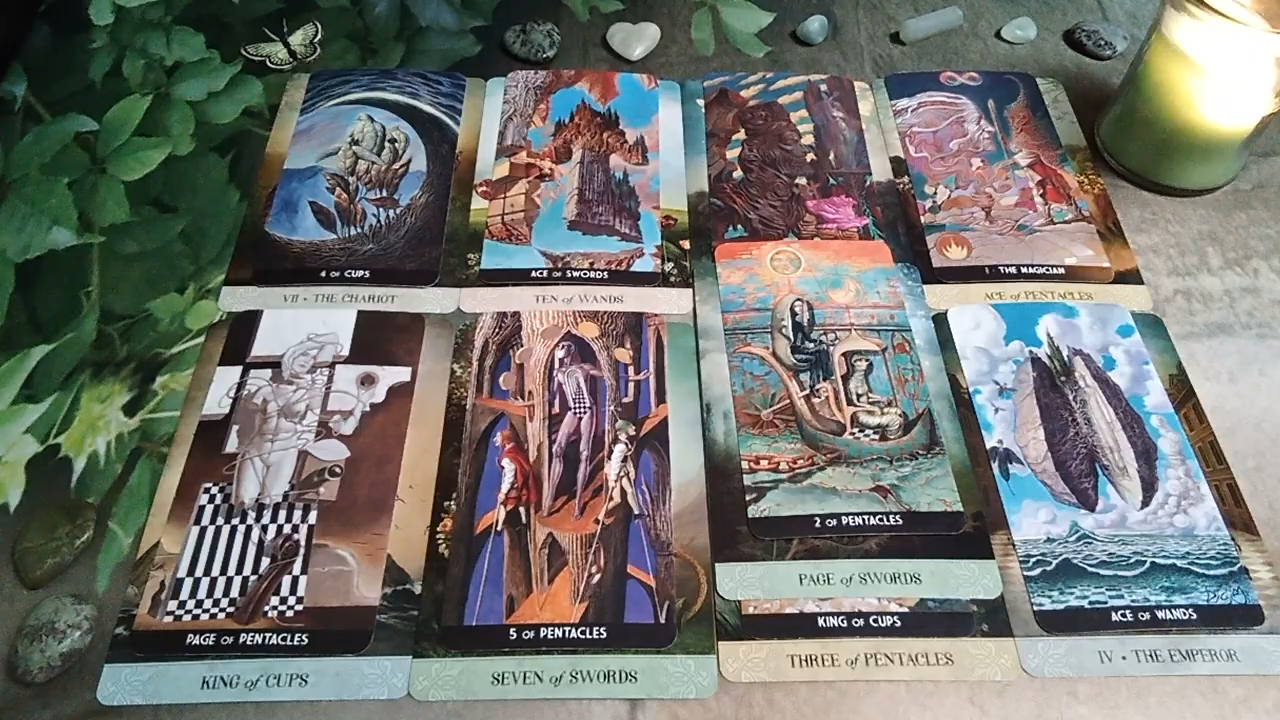 4 OF CUPS
ACE OF SWORDS
I · THE MAGICIAN
VII • THE CHARIOT
TEN of WANDS
ACE of PENTACLES
2 OF PENTACLES
PAGE of SWORDS
PAGE OF PENTACLES
5 OF PENTACLES
KING OF CUPS
ACE OF WANDS
KING of CUPS
SEVEN of SWORDS
THREE of PENTACLES
IV • THE EMPEROR